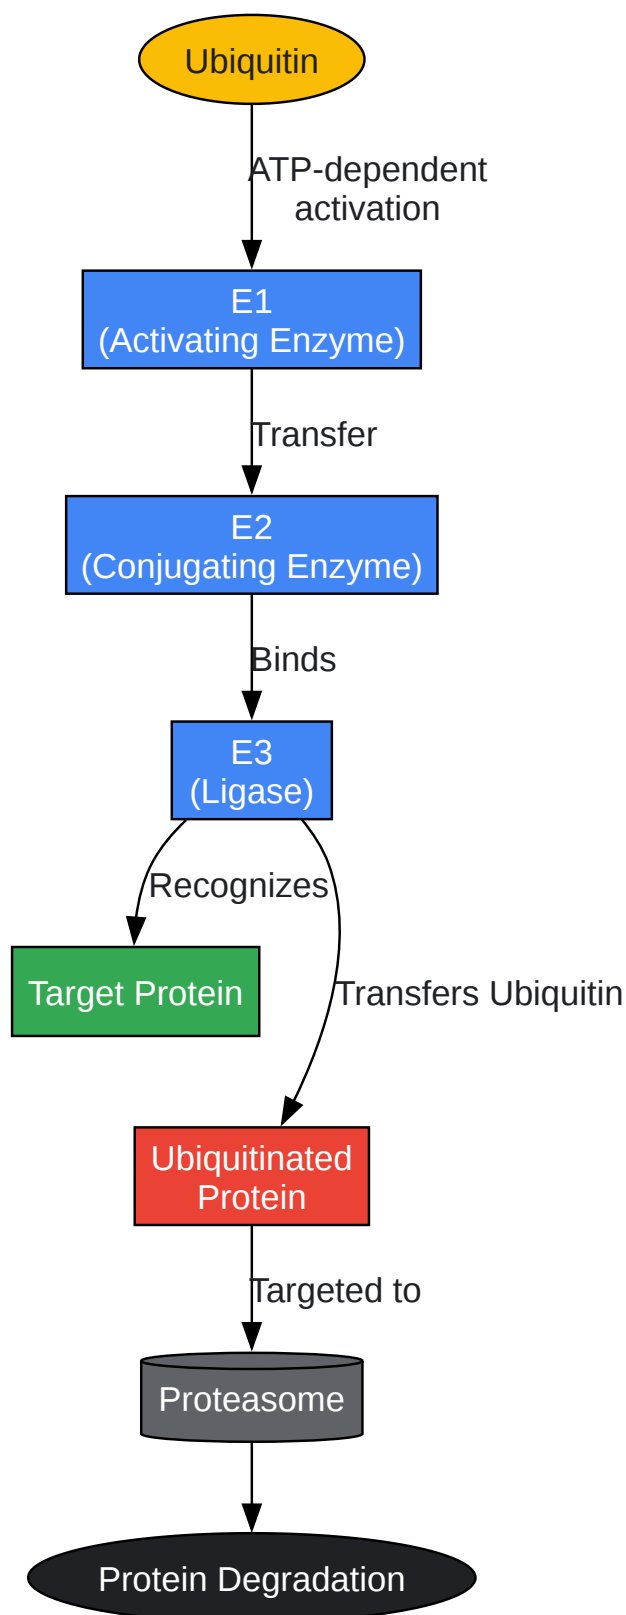 Ubiquitin
ATP-dependent
activation
E1
(Activating Enzyme)
Transfer
E2
(Conjugating Enzyme)
Binds
E3
(Ligase)
Recognizes
Target Protein
Transfers Ubiquitin
Ubiquitinated
Protein
Targeted to
Proteasome
Protein Degradation